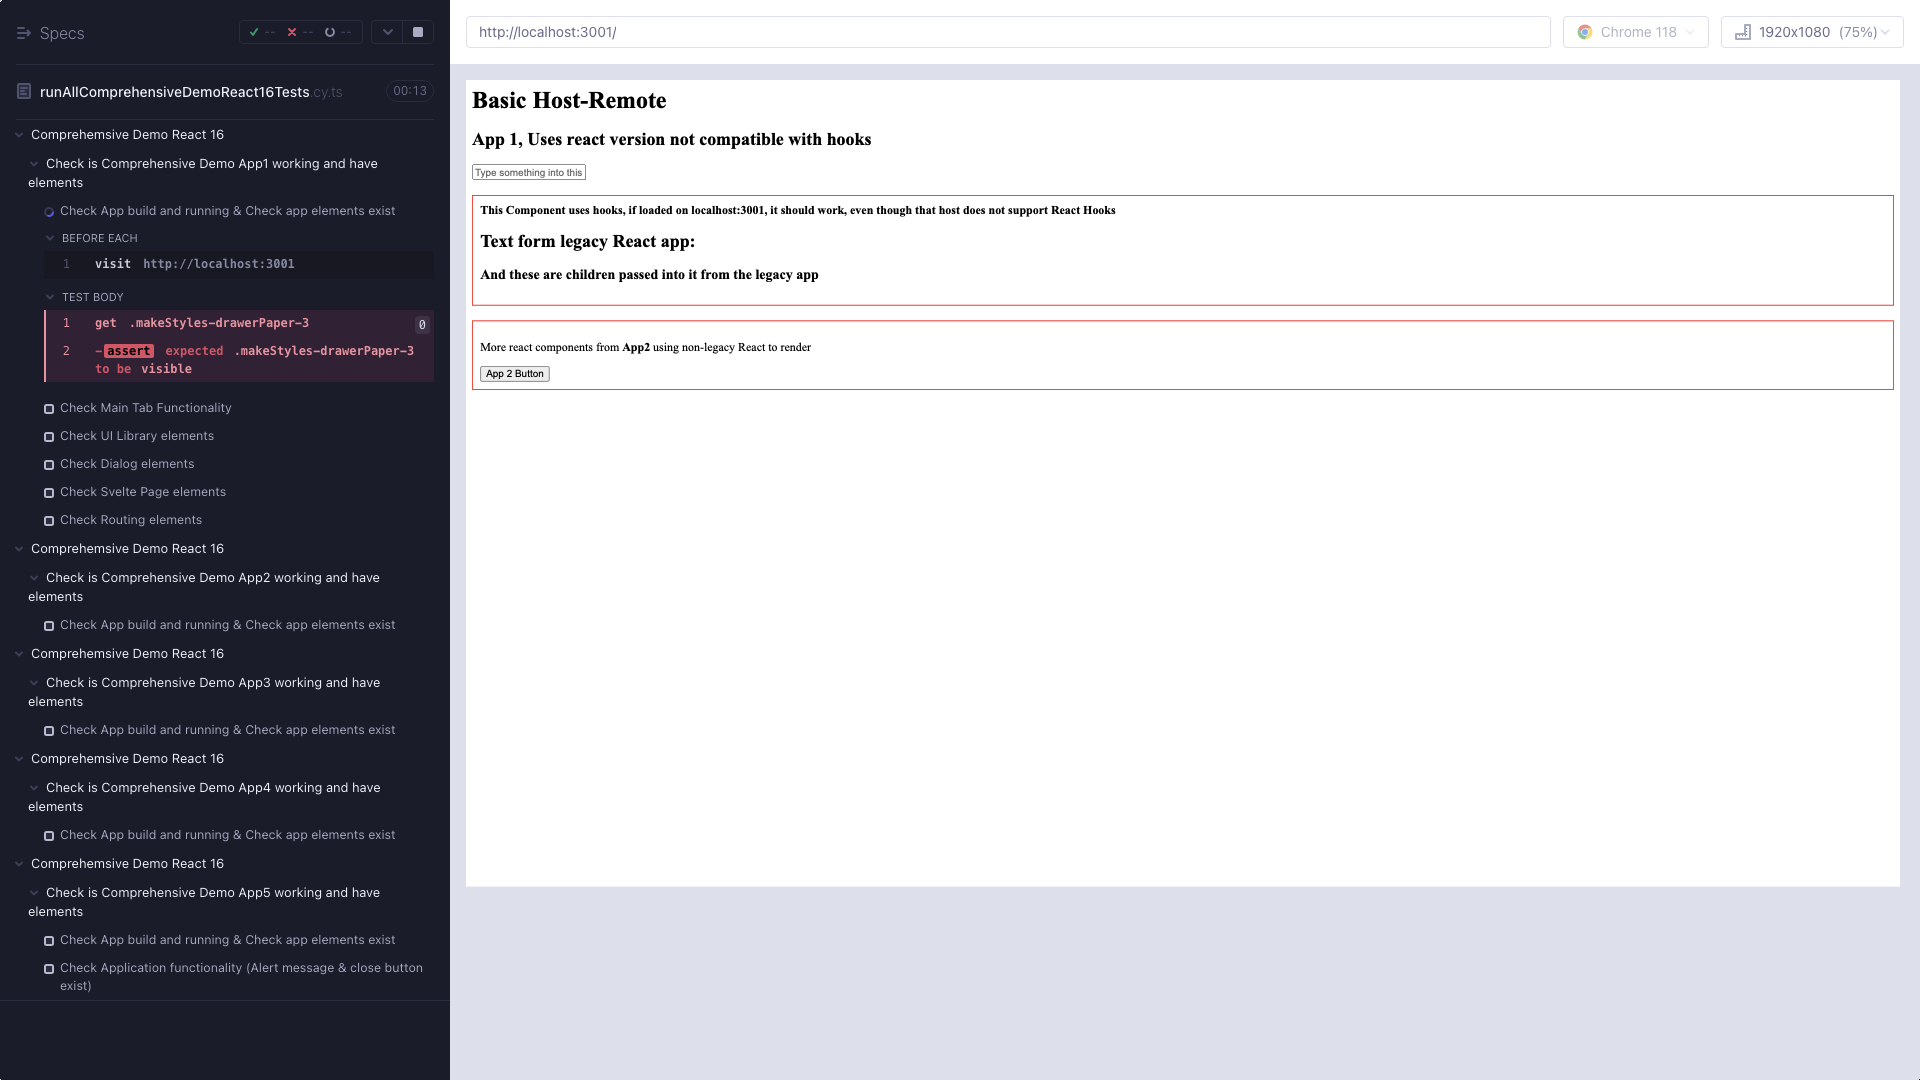 Specs
-- -- --
runAllComprehensiveDemoReact16Tests.cy.ts 00:13
Comprehemsive Demo React 16
Check is Comprehensive Demo App1 working and have
elements
Check App build and running & Check app elements exist
BEFORE EACH
1 visit http://localhost:3001
TEST BODY
1 get .makeStyles-drawerPaper-3 0
2 -assert expected .makeStyles-drawerPaper-3
to be visible
Check Main Tab Functionality
Check UI Library elements
Check Dialog elements
Check Svelte Page elements
Check Routing elements
Comprehemsive Demo React 16
Check is Comprehensive Demo App2 working and have
elements
Check App build and running & Check app elements exist
Comprehemsive Demo React 16
Check is Comprehensive Demo App3 working and have
elements
Check App build and running & Check app elements exist
Comprehemsive Demo React 16
Check is Comprehensive Demo App4 working and have
elements
Check App build and running & Check app elements exist
Comprehemsive Demo React 16
Check is Comprehensive Demo App5 working and have
elements
Check App build and running & Check app elements exist
Check Application functionality (Alert message & close button
exist)
http://localhost:3001/
Chrome 118
1920x1080 (75%)
Basic Host-Remote
App 1, Uses react version not compatible with hooks
Type something into this
This Component uses hooks, if loaded on localhost:3001, it should work, even though that host does not support React Hooks
Text form legacy React app:
And these are children passed into it from the legacy app
More react components from App2 using non-legacy React to render
App 2 Button